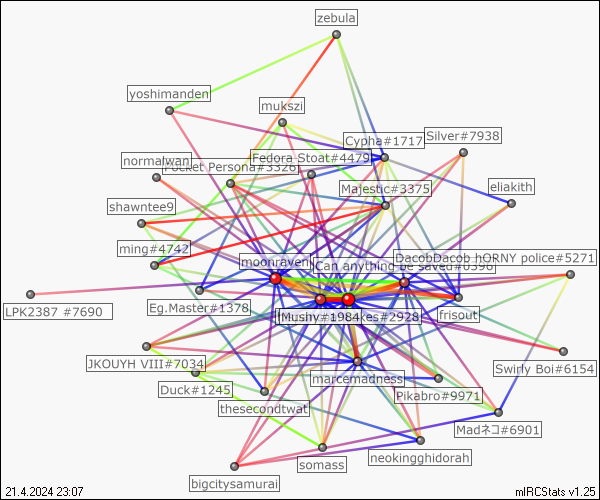 zebula
yoshimanden
mukszi
Cypha#1717
Silver#7938
normalwan
Fedora Stoat#4479
Pocket Persona#3326
Majestic#3375
eliakith
shawntee9
ming#4742
moonraven
DacobDacob hORNY police#5271
Can anything be saved#0396
LPK2387 #7690
Eg.Master#1378
Mushy#1984
kes#2928
frisout
JKOUYH VIII#7034
marcemadness
Swirly Boi#6154
Duck#1245
Pikabro#9971
thesecondtwat
Madネコ#6901
somass
neokingghidorah
bigcitysamurai
21.4.2024 23:07
mIRCStats v1.25